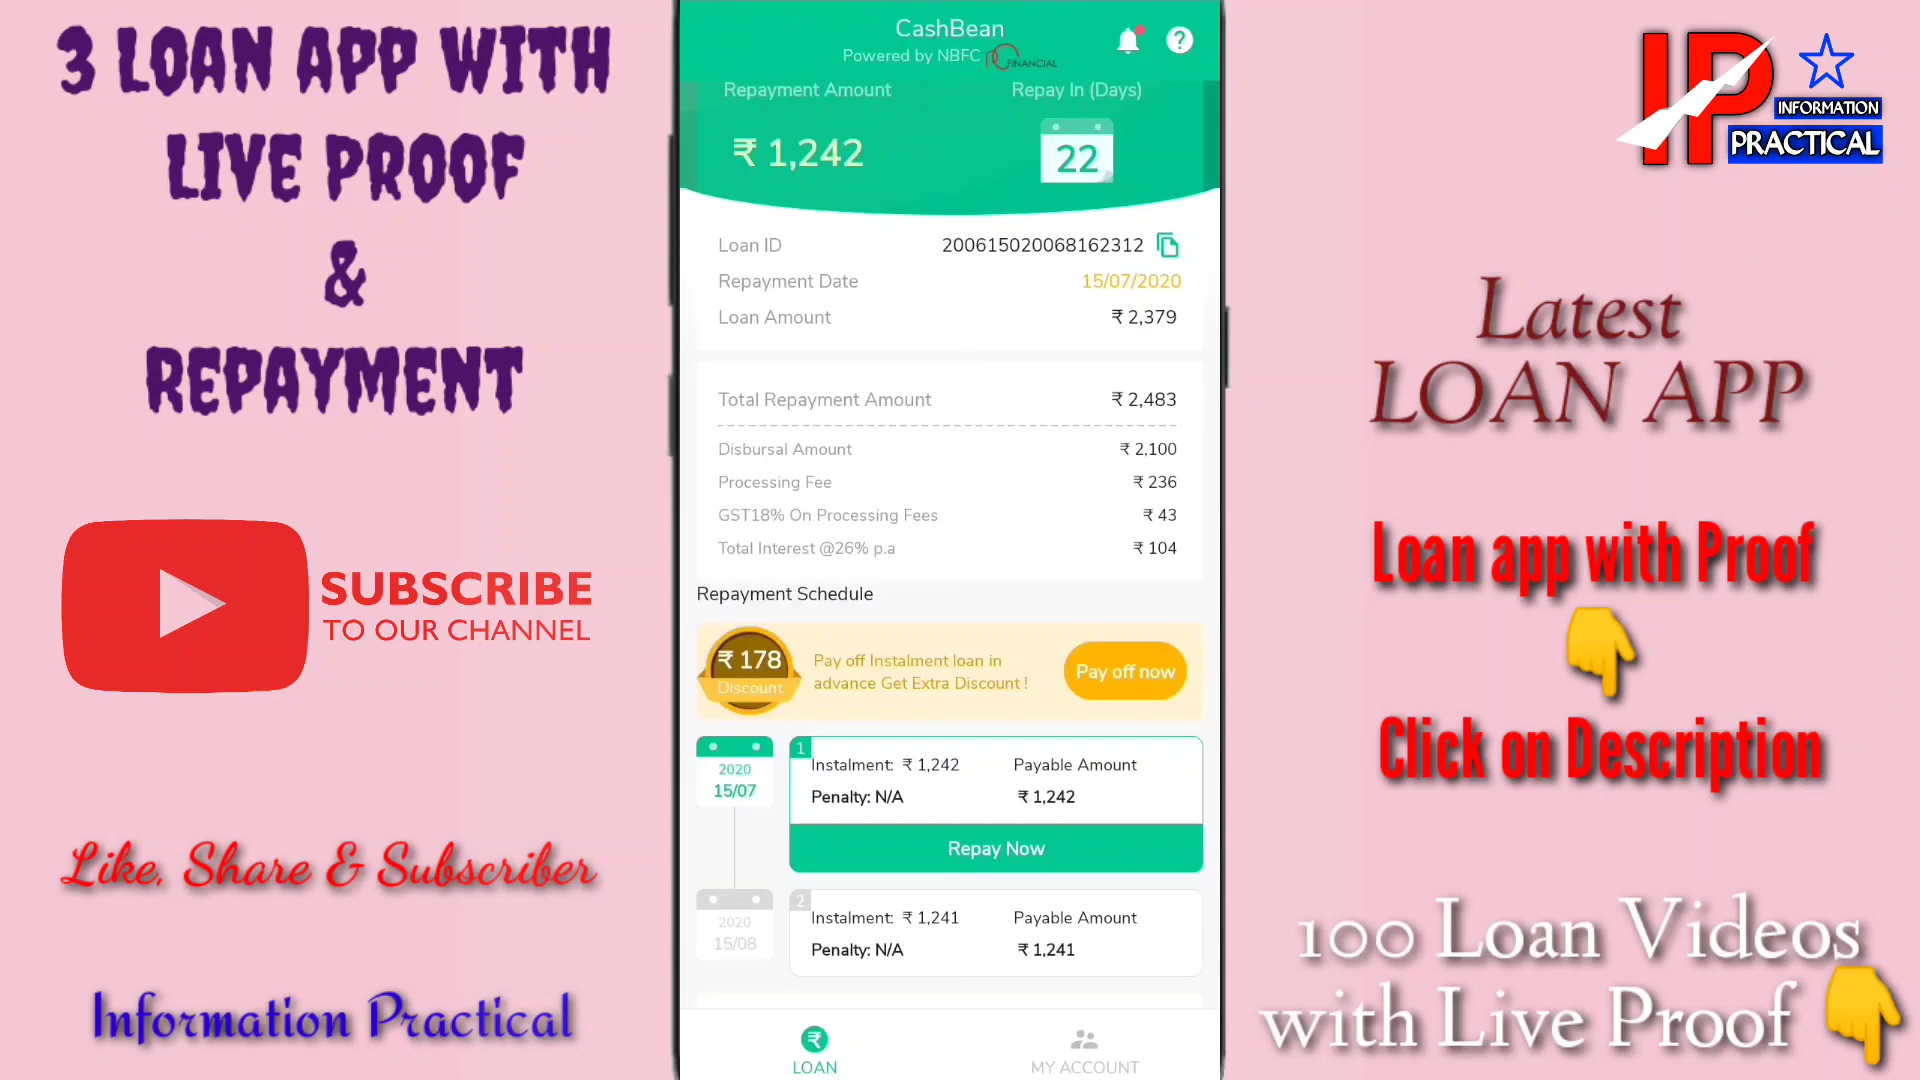 3 LOAN APP WITH
LIVE PROOF
&
REPAYMENT
SUBSCRIBE
TO OUR CHANNEL
Like, Share & Subscriber
Information Practical
CashBean
Powered by NBFC
FINANCIAL
Repayment Amount
Repay In (Days)
₹ 1,242
22
Loan ID
200615020068162312
Repayment Date
15/07/2020
Loan Amount
₹ 2,379
Total Repayment Amount
₹ 2,483
Disbursal Amount
₹ 2,100
Processing Fee
₹ 236
GST18% On Processing Fees
₹ 43
Total Interest @26% p.a
₹ 104
Repayment Schedule
₹ 178
Discount
Pay off Instalment loan in
advance Get Extra Discount !
Pay off now
2020
15/07
1
Instalment: ₹ 1,242
Payable Amount
Penalty: N/A
₹ 1,242
Repay Now
2020
15/08
2
Instalment: ₹ 1,241
Payable Amount
Penalty: N/A
₹ 1,241
LOAN
MY ACCOUNT
IP
INFORMATION
PRACTICAL
Latest
LOAN APP
Loan app with Proof
Click on Description
100 Loan Videos
with Live Proof